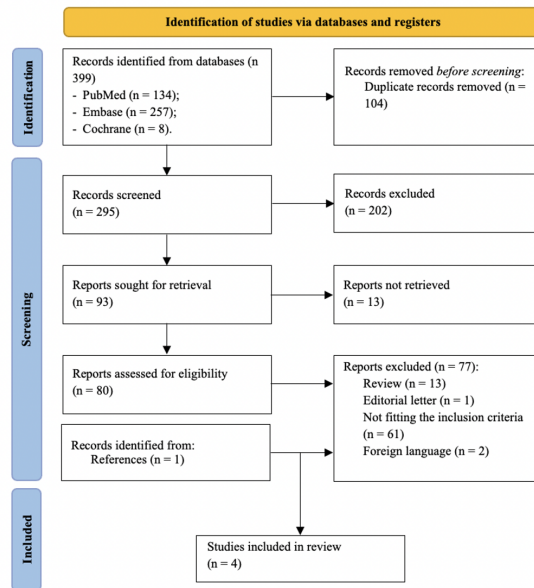 Identification of studies via databases and registers
Identification
Records identified from databases (n
399)
- PubMed (n = 134);
- Embase (n = 257);
- Cochrane (n = 8).
Records removed before screening:
Duplicate records removed (n =
104)
Screening
Records screened
(n = 295)
Records excluded
(n = 202)
Reports sought for retrieval
(n = 93)
Reports not retrieved
(n = 13)
Reports assessed for eligibility
(n = 80)
Reports excluded (n = 77):
Review (n = 13)
Editorial letter (n = 1)
Not fitting the inclusion criteria
(n = 61)
Foreign language (n = 2)
Records identified from:
References (n = 1)
Included
Studies included in review
(n = 4)